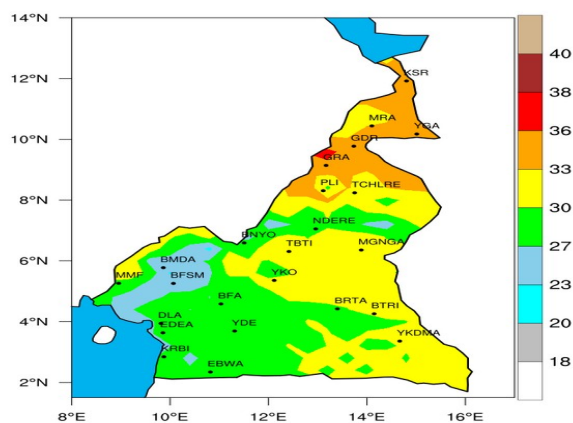 14°N
12°N
10°N
8°N
6°N
4°N
2°N
KSR
MRA
YGA
GDR
GRA
PLI
TCHLRE
NDERE
BNYO
TBTI
MGNGA
BMDA
MMF
BFSM
YKO
BFA
BRTA
BTRI
DLA
EDEA
YDE
YKDMA
KRBI
EBWA
8°E
10°E
12°E
14°E
16°E
40
38
36
33
30
27
23
20
18